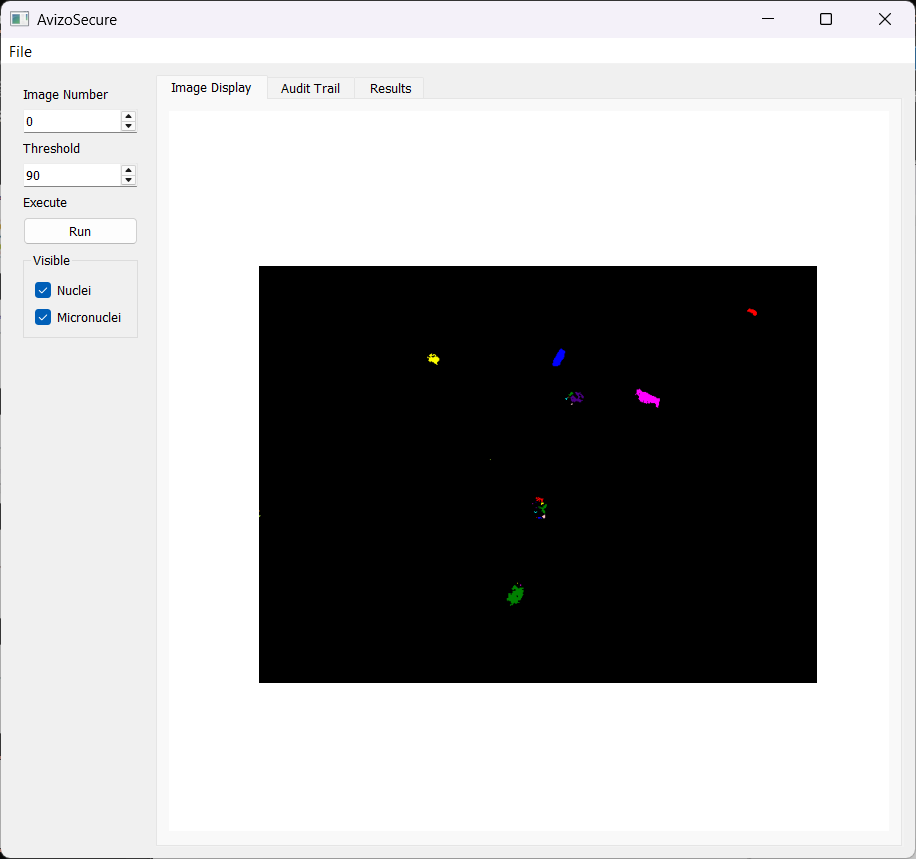 AvizoSecure
File
Image Number
0
Threshold
90
Execute
Run
Visible
Nuclei
Micronuclei
Image Display
Audit Trail
Results